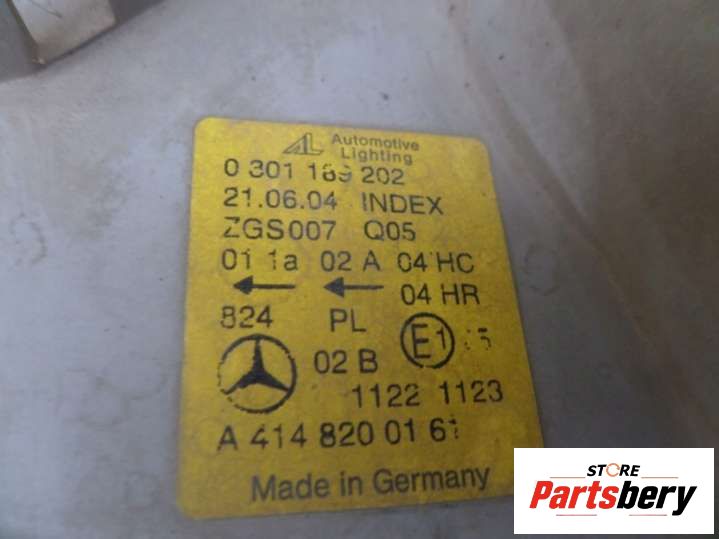 AL Automotive
Lighting
0 301 189 202
21.06.04 INDEX
ZGS007 Q05
01 1a 02 A 04 HC
04 HR
824 PL
E1
02 B
1122 1123
A 414 820 01 61
Made in Germany
STORE
Partsbery